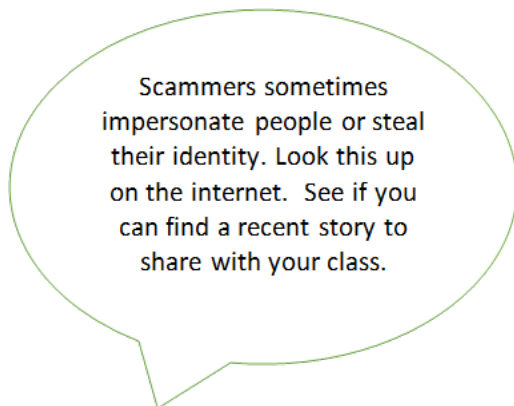 Scammers sometimes
impersonate people or steal
their identity. Look this up
on the internet.  See if you
can find a recent story to
share with your class.